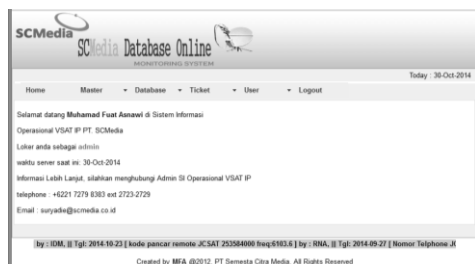 SCMedia
SCMedia Database Online
MONITORING SYSTEM
Today : 30-Oct-2014
Home Master Database Ticket User Logout
Selamat datang Muhamad Fuat Asnawi di Sistem Informasi
Operasional VSAT IP PT. SCMedia
Loker anda sebagai admin
waktu server saat ini: 30-Oct-2014
Informasi Lebih Lanjut, silahkan menghubungi Admin SI Operasional VSAT IP
telephone : +6221 7279 8383 ext 2723-2729
Email : suryadie@scmedia.co.id
by : IDM, ||| Tgl: 2014-10-23 [ kode pancar remote JCSAT 253584000 freq:6103.6 ] by : RNA, ||| Tgl: 2014-09-27 [ Nomor Telphone
Created by MFA @2012. PT Semesta Citra Media. All Rights Reserved